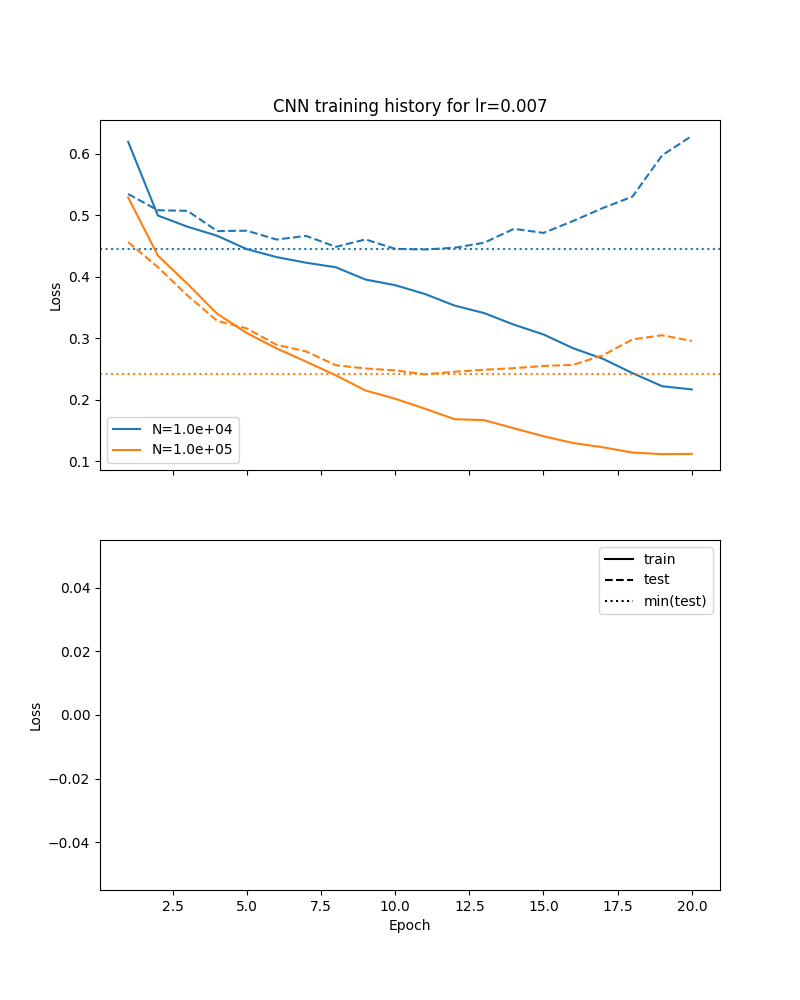 CNN training history for lr=0.007
0.6
0.5
0.4
0.3
0.2
0.1
Loss
N=1.0e+04
N=1.0e+05
train
test
min(test)
0.04
0.02
0.00
−0.02
−0.04
Loss
2.5 5.0 7.5 10.0 12.5 15.0 17.5 20.0
Epoch